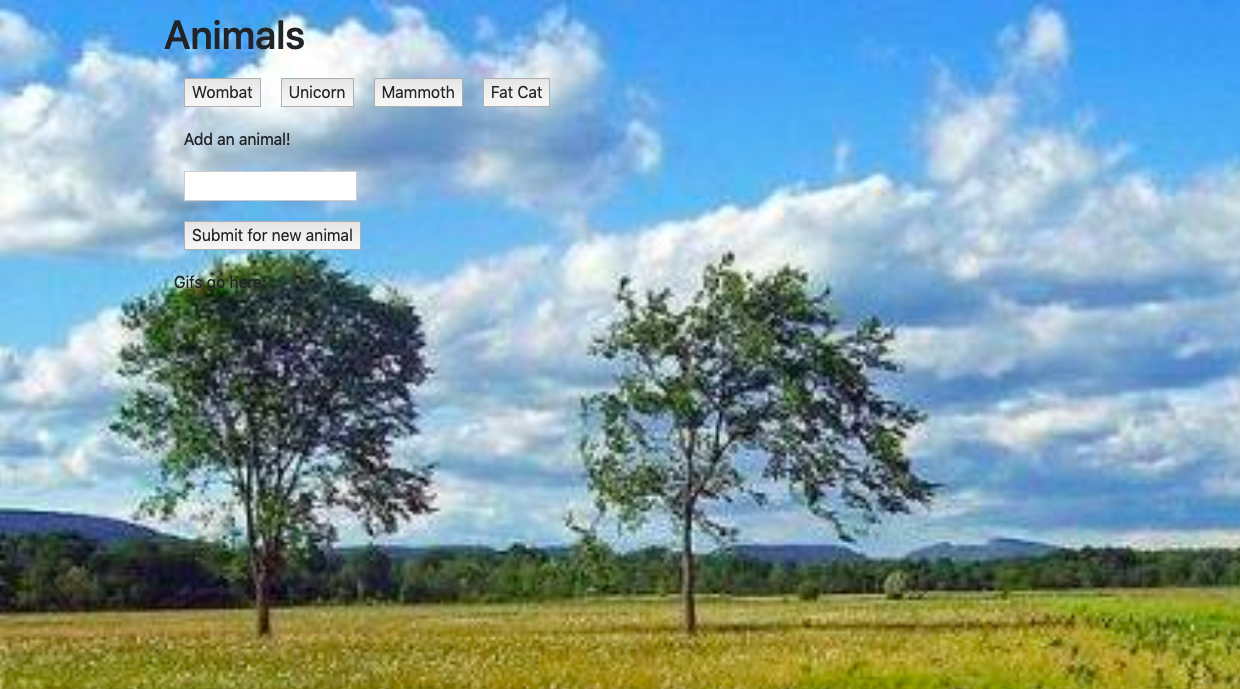 Animals
Wombat Unicorn Mammoth Fat Cat
Add an animal!
Submit for new animal
Gifs go here